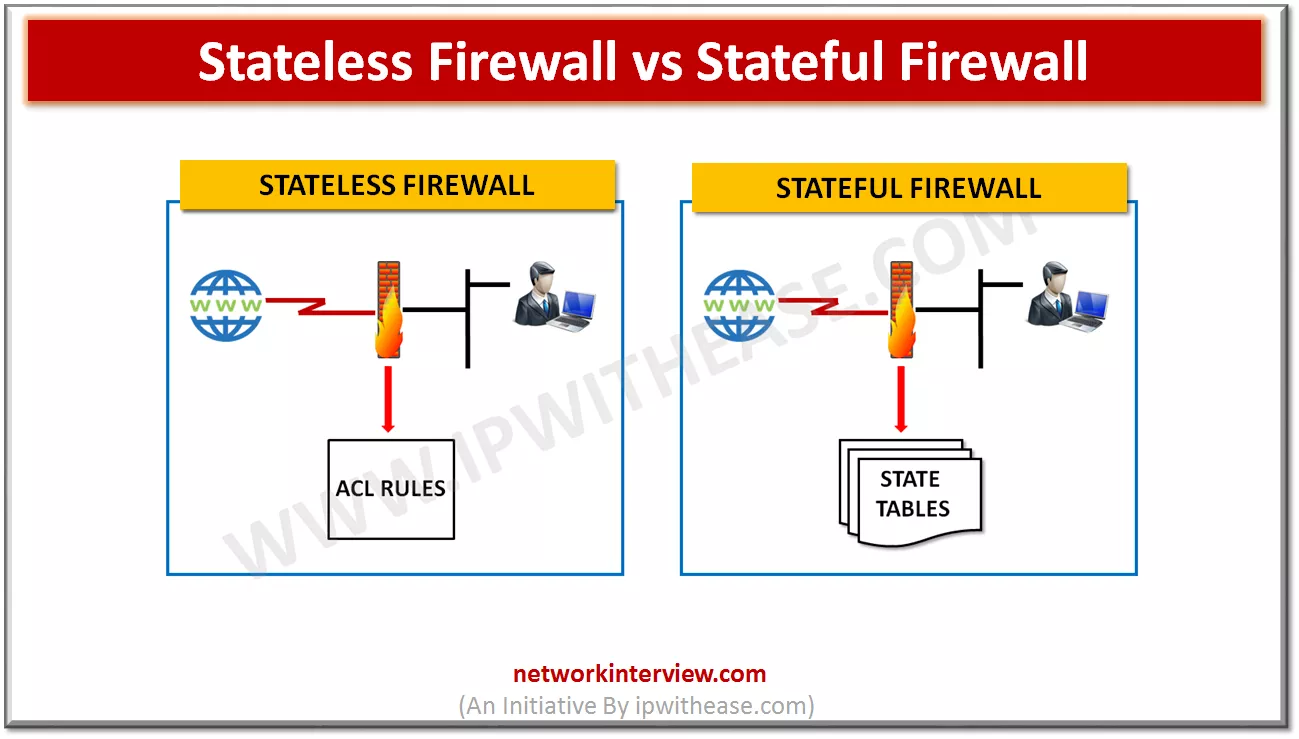 Stateless Firewall vs Stateful Firewall
STATELESS FIREWALL
WWW
ACL RULES
STATEFUL FIREWALL
WWW
STATE
TABLES
WWW.IPWITHEASE.COM
networkinterview.com
(An Initiative By ipwithease.com)